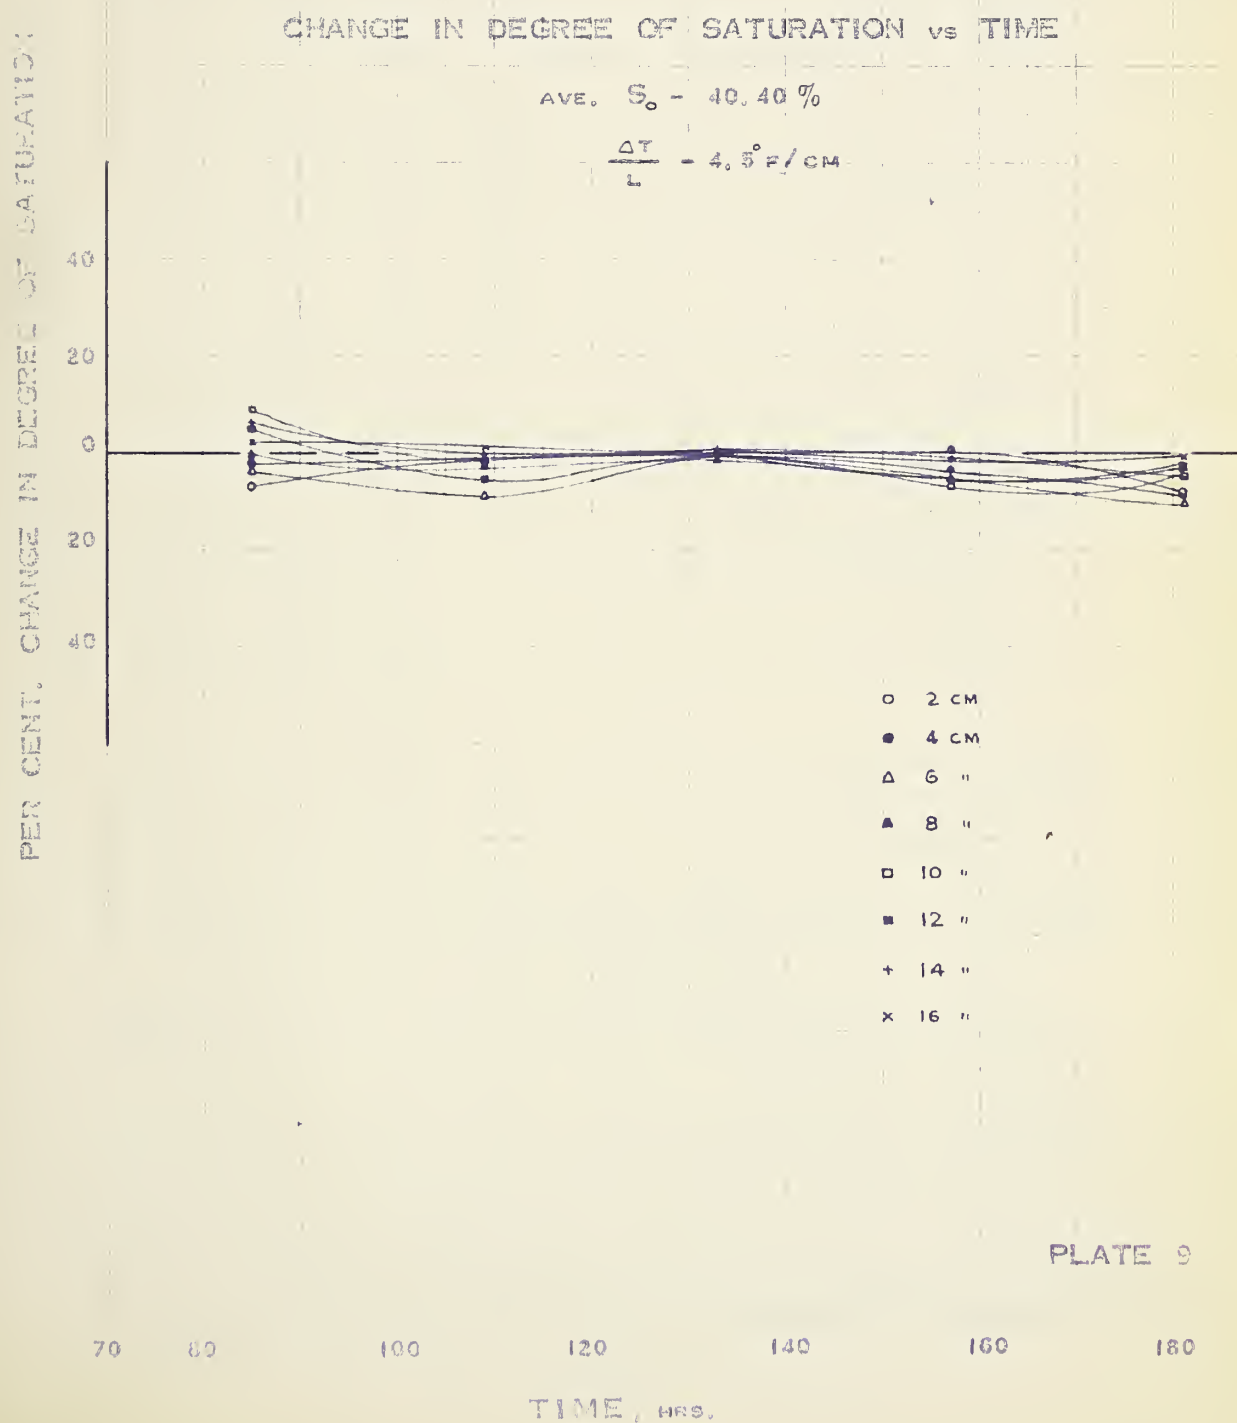 CHANGE IN DEGREE OF SATURATION vs TIME
AVE. S₀ - 40.40 %
ΔT
L
- 4.5°F/CM
PER CENT. CHANGE IN DEGREE OF SATURATION
40
20
0
20
40
2 CM
4 CM
6 "
8 "
10 "
12 "
14 "
16 "
PLATE 9
70 80 100 120 140 160 180
TIME, HRS.